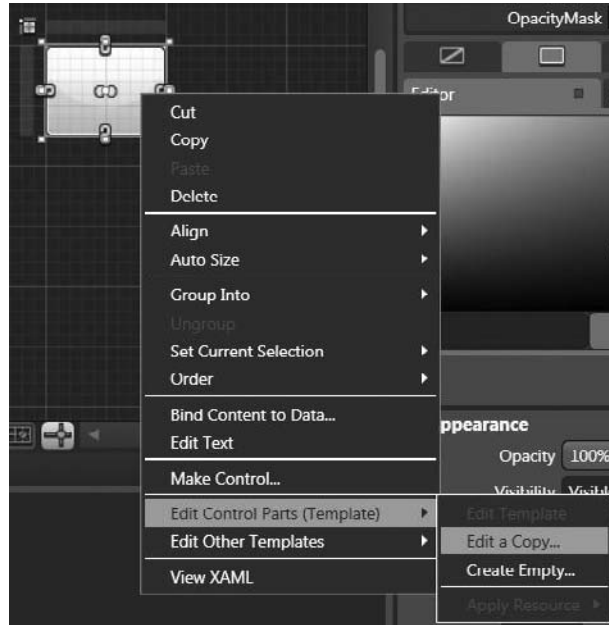 OpacityMask
Editor
Cut
Copy
Paste
Delete
Align
Auto Size
Group Into
Ungroup
Set Current Selection
Order
Bind Content to Data...
Edit Text
Make Control...
Edit Control Parts (Template)
Edit Other Templates
View XAML
ppearance
Opacity 100%
Visibility Visibl
Edit Template
Edit a Copy...
Create Empty...
Apply Resource